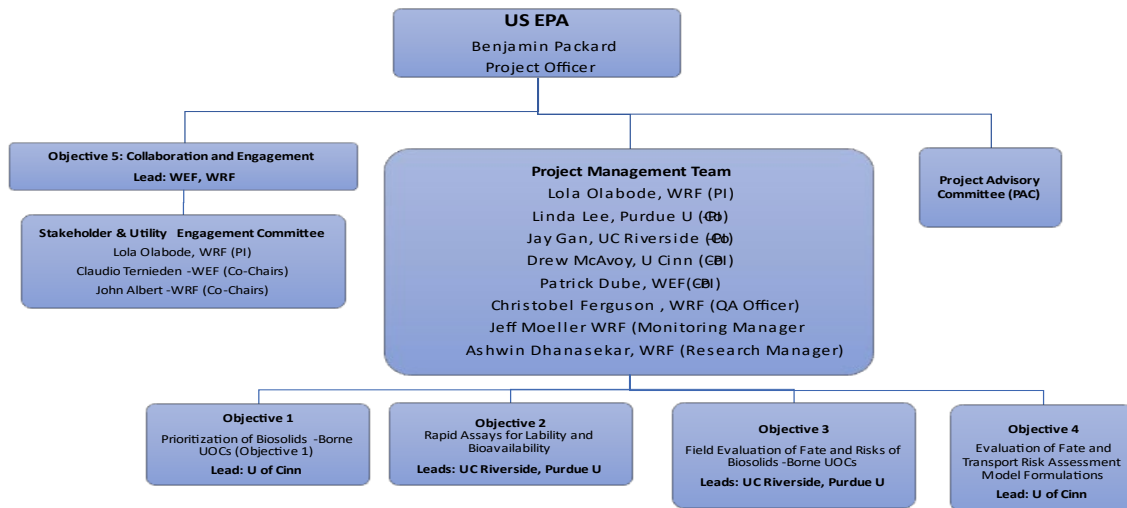 US EPA
Benjamin Packard
Project Officer
Objective 5: Collaboration and Engagement
Lead: WEF, WRF
Stakeholder & Utility Engagement Committee
Lola Olabode, WRF (PI)
Claudio Ternieden -WEF (Co-Chairs)
John Albert -WRF (Co-Chairs)
Project Management Team
Lola Olabode, WRF (PI)
Linda Lee, Purdue U
Jay Gan, UC Riverside
Drew McAvoy, U Cinn
Patrick Dube, WEF
Christobel Ferguson , WRF (QA Officer)
Jeff Moeller WRF (Monitoring Manager
Ashwin Dhanasekar, WRF (Research Manager)
Project Advisory
Committee (PAC)
Objective 1
Prioritization of Biosolids -Borne
UOCs (Objective 1)
Lead: U of Cinn
Objective 2
Rapid Assays for Lability and
Bioavailability
Leads: UC Riverside, Purdue U
Objective 3
Field Evaluation of Fate and Risks of
Biosolids -Borne UOCs
Leads: UC Riverside, Purdue U
Objective 4
Evaluation of Fate and
Transport Risk Assessment
Model Formulations
Lead: U of Cinn